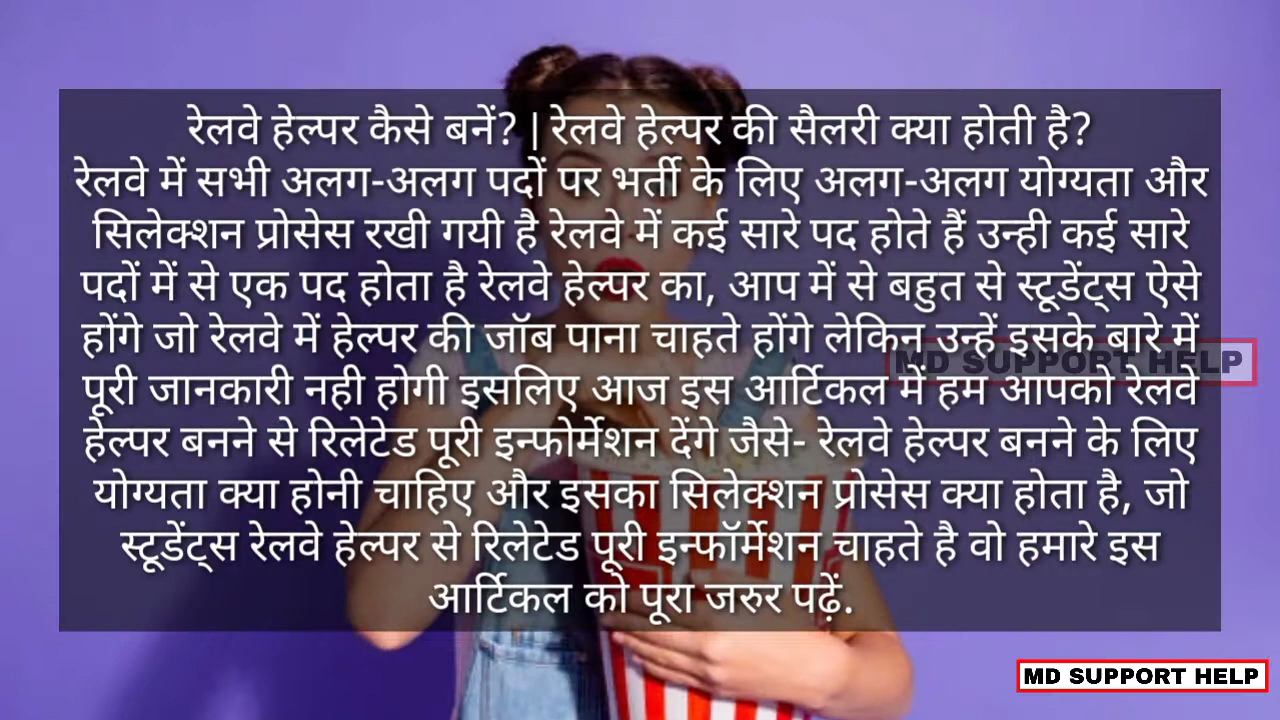 रेलवे हेल्पर कैसे बनें? | रेलवे हेल्पर की सैलरी क्या होती है?
रेलवे में सभी अलग-अलग पदों पर भर्ती के लिए अलग-अलग योग्यता और
सिलेक्शन प्रोसेस रखी गयी है रेलवे में कई सारे पद होते हैं उन्ही कई सारे
पदों में से एक पद होता है रेलवे हेल्पर का, आप में से बहुत से स्टूडेंट्स ऐसे
होंगे जो रेलवे में हेल्पर की जॉब पाना चाहते होंगे लेकिन उन्हें इसके बारे में
पूरी जानकारी नही होगी इसलिए आज इस आर्टिकल में हम आपको रेलवे
हेल्पर बनने से रिलेटेड पूरी इन्फोर्मेशन देंगे जैसे- रेलवे हेल्पर बनने के लिए
योग्यता क्या होनी चाहिए और इसका सिलेक्शन प्रोसेस क्या होता है, जो
स्टूडेंट्स रेलवे हेल्पर से रिलेटेड पूरी इन्फॉर्मेशन चाहते है वो हमारे इस
आर्टिकल को पूरा जरुर पढ़ें.
MD SUPPORT HELP
MD SUPPORT HELP